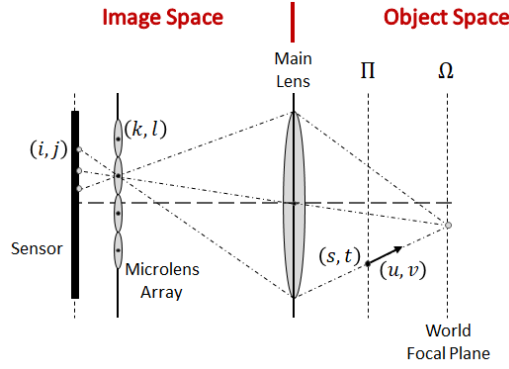 Image Space
Object Space
Main
Lens
Π
Ω
(k, l)
(i, j)
(s, t)
(u, v)
Sensor
Microlens
Array
World
Focal Plane